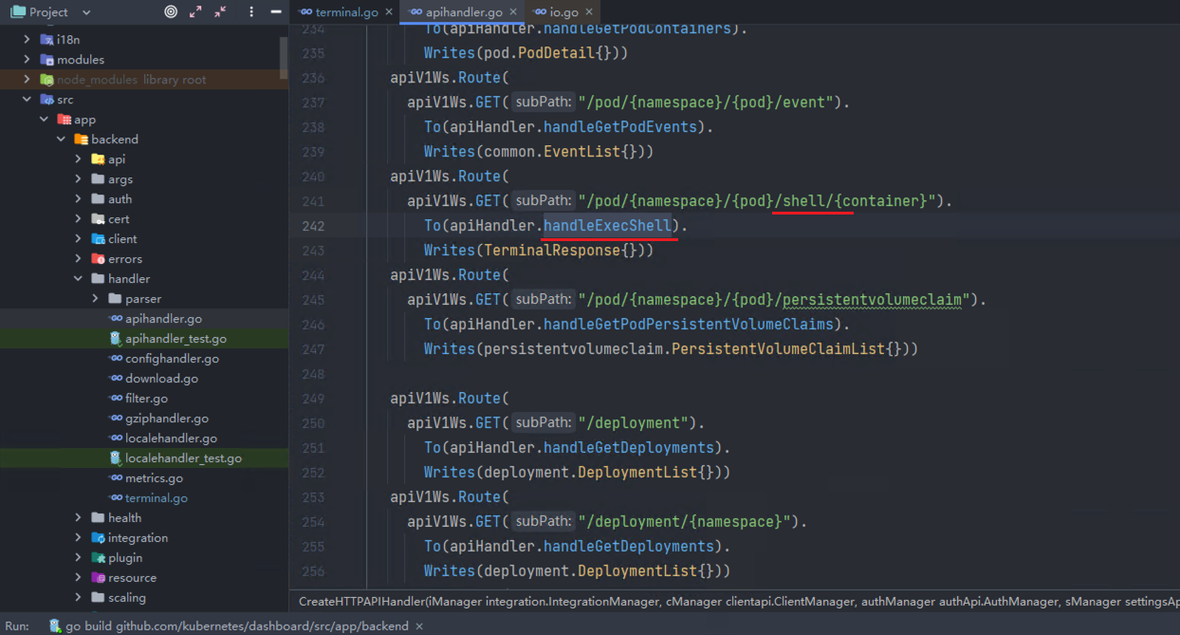 Project
i18n
modules
node_modules library root
src
app
backend
api
args
auth
cert
client
errors
handler
parser
apihandler.go
apihandler_test.go
confighandler.go
download.go
filter.go
gziphandler.go
localehandler.go
localehandler_test.go
metrics.go
terminal.go
health
integration
plugin
resource
scaling
terminal.go × apihandler.go × io.go ×
234 To(apiHandler.handleGetPodContainers).
235 Writes(pod.PodDetail{}))
236 apiV1Ws.Route(
237 apiV1Ws.GET( subPath: "/pod/{namespace}/{pod}/event").
238 To(apiHandler.handleGetPodEvents).
239 Writes(common.EventList{}))
240 apiV1Ws.Route(
241 apiV1Ws.GET( subPath: "/pod/{namespace}/{pod}/shell/{container}").
242 To(apiHandler.handleExecShell).
243 Writes(TerminalResponse{}))
244 apiV1Ws.Route(
245 apiV1Ws.GET( subPath: "/pod/{namespace}/{pod}/persistentvolumeclaim").
246 To(apiHandler.handleGetPodPersistentVolumeClaims).
247 Writes(persistentvolumeclaim.PersistentVolumeClaimList{}))
248
249 apiV1Ws.Route(
250 apiV1Ws.GET( subPath: "/deployment").
251 To(apiHandler.handleGetDeployments).
252 Writes(deployment.DeploymentList{}))
253 apiV1Ws.Route(
254 apiV1Ws.GET( subPath: "/deployment/{namespace}").
255 To(apiHandler.handleGetDeployments).
256 Writes(deployment.DeploymentList{}))
CreateHTTPAPIHandler(iManager integration.IntegrationManager, cManager clientapi.ClientManager, authManager authApi.AuthManager, sManager settingsAp
Run: go build github.com/kubernetes/dashboard/src/app/backend ×